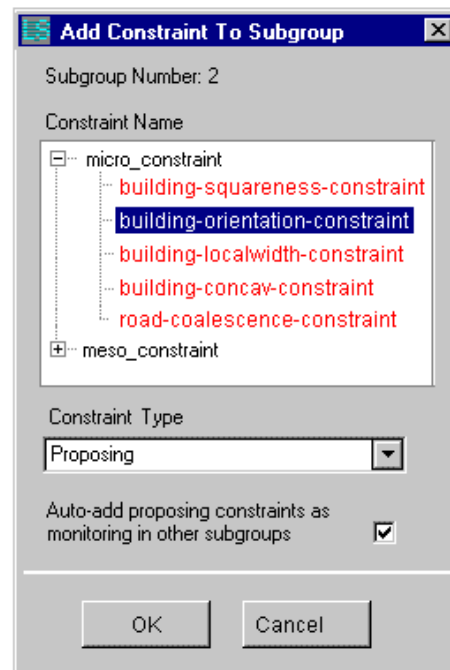 Add Constraint To Subgroup
Subgroup Number: 2
Constraint Name
micro_constraint
building-squareness-constraint
building-orientation-constraint
building-localwidth-constraint
building-concav-constraint
road-coalescence-constraint
meso_constraint
Constraint Type
Proposing
Auto-add proposing constraints as
monitoring in other subgroups
OK Cancel